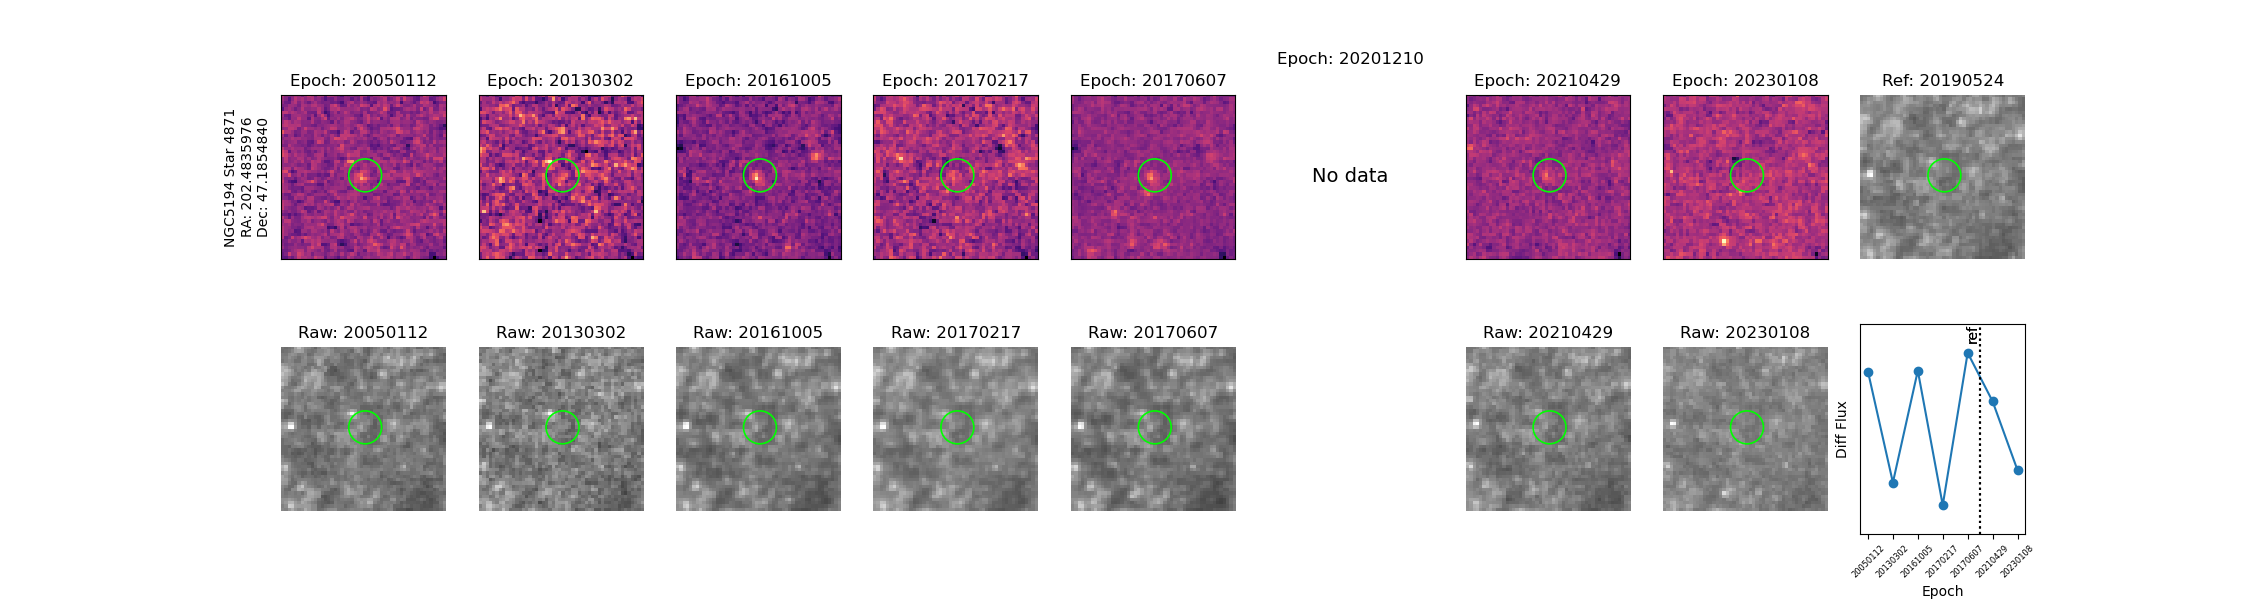 NGC5194 Star 4871
RA: 202.4835976
Dec: 47.1854840
Epoch: 20050112
Epoch: 20130302
Epoch: 20161005
Epoch: 20170217
Epoch: 20170607
Epoch: 20201210
No data
Epoch: 20210429
Epoch: 20230108
Ref: 20190524
Raw: 20050112
Raw: 20130302
Raw: 20161005
Raw: 20170217
Raw: 20170607
Raw: 20210429
Raw: 20230108
ref
Diff Flux
20050112
20130302
20161005
20170217
20170607
20210429
20230108
Epoch